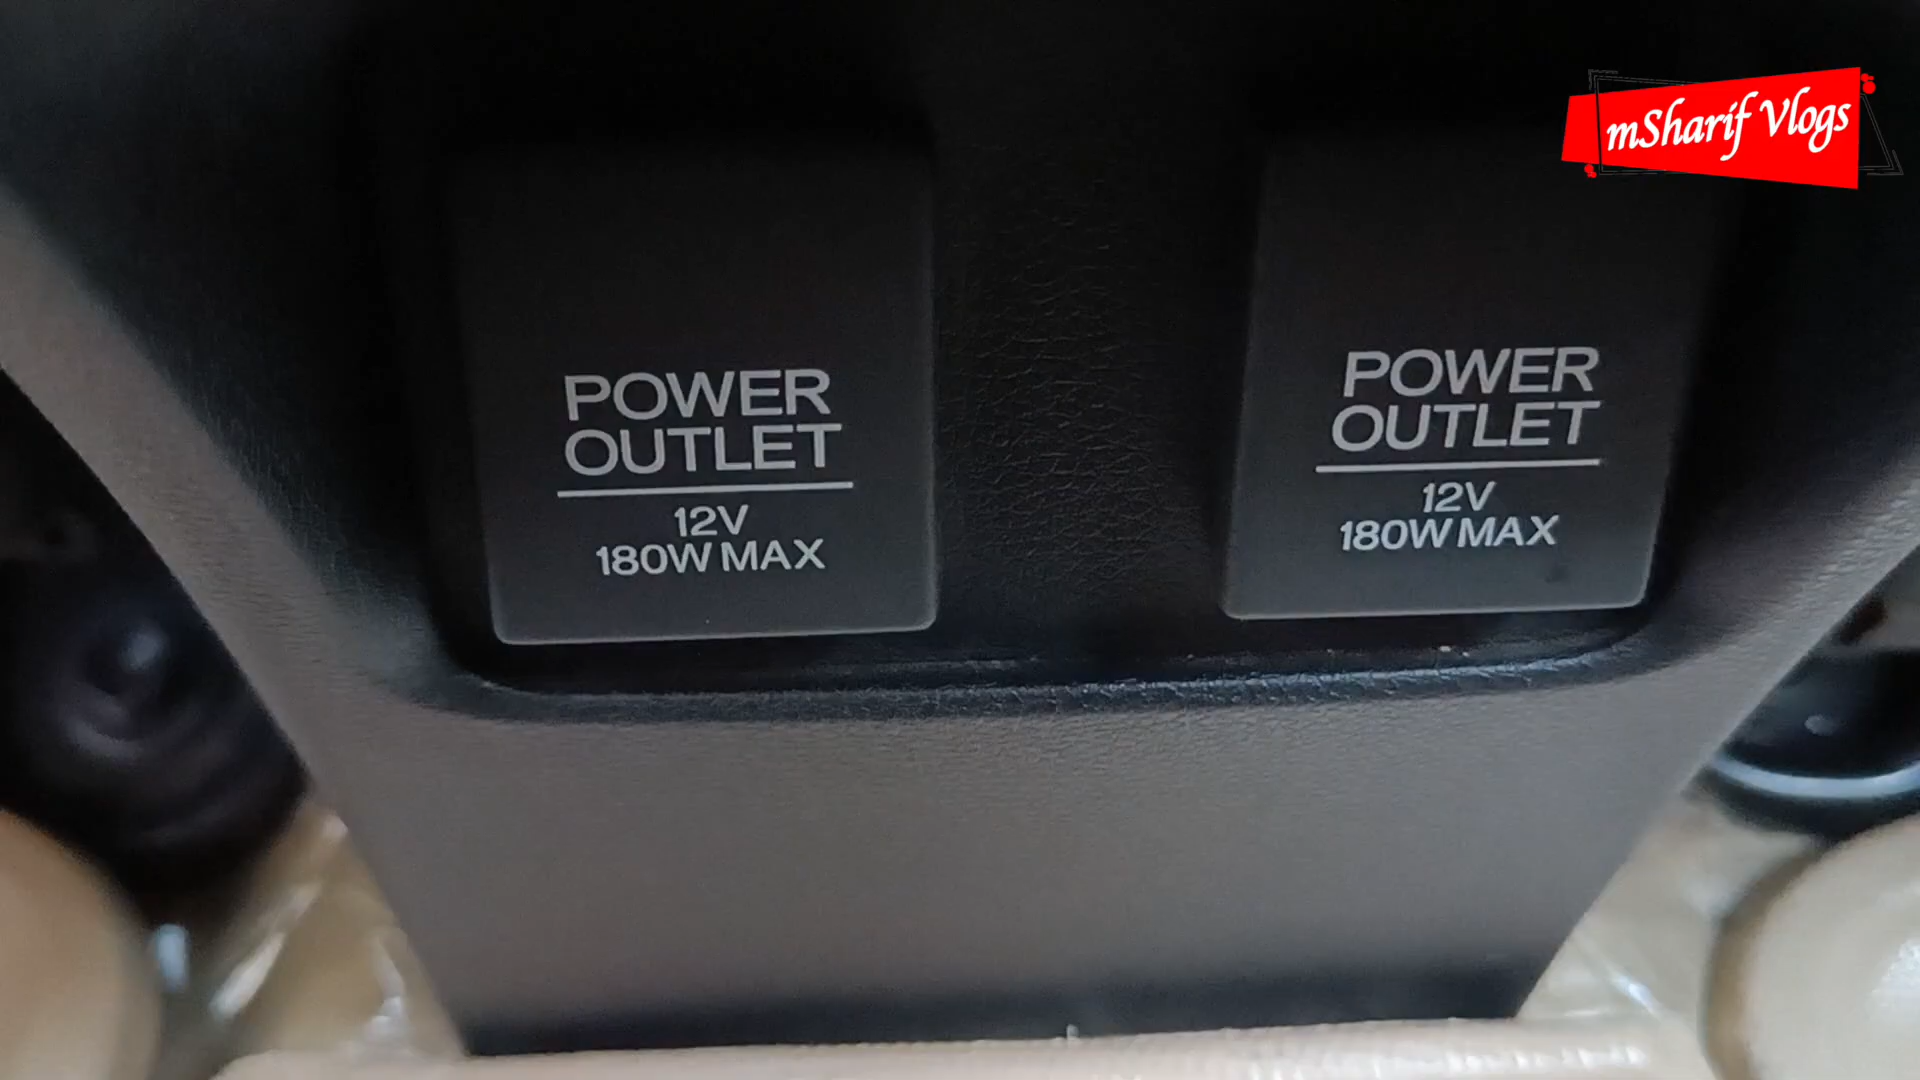 mSharif Vlogs
POWER
OUTLET
12V
180W MAX
POWER
OUTLET
12V
180W MAX